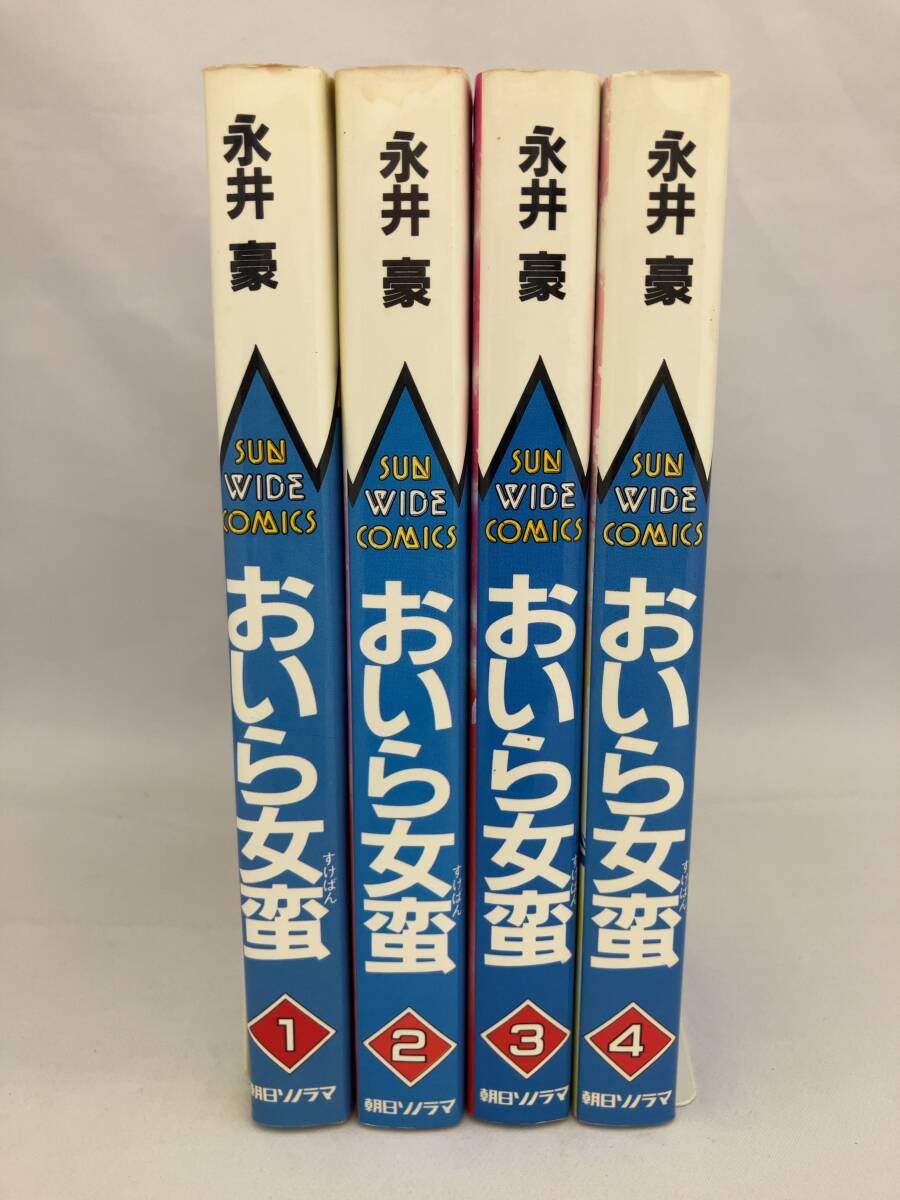 永井豪
SUN
WIDE
COMICS
おいら女蛮
すけばん
1
朝日ソノラマ
永井豪
SUN
WIDE
COMICS
おいら女蛮
すけばん
2
朝日ソノラマ
永井豪
SUN
WIDE
COMICS
おいら女蛮
すけばん
3
朝日ソノラマ
永井豪
SUN
WIDE
COMICS
おいら女蛮
すけばん
4
朝日ソノラマ